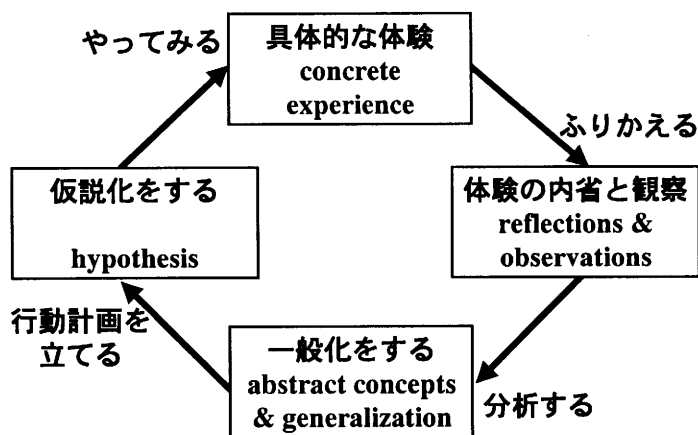 やってみる
具体的な体験
concrete
experience
ふりかえる
体験の内省と観察
reflections &
observations
分析する
一般化をする
abstract concepts
& generalization
行動計画を
立てる
仮説化をする
hypothesis